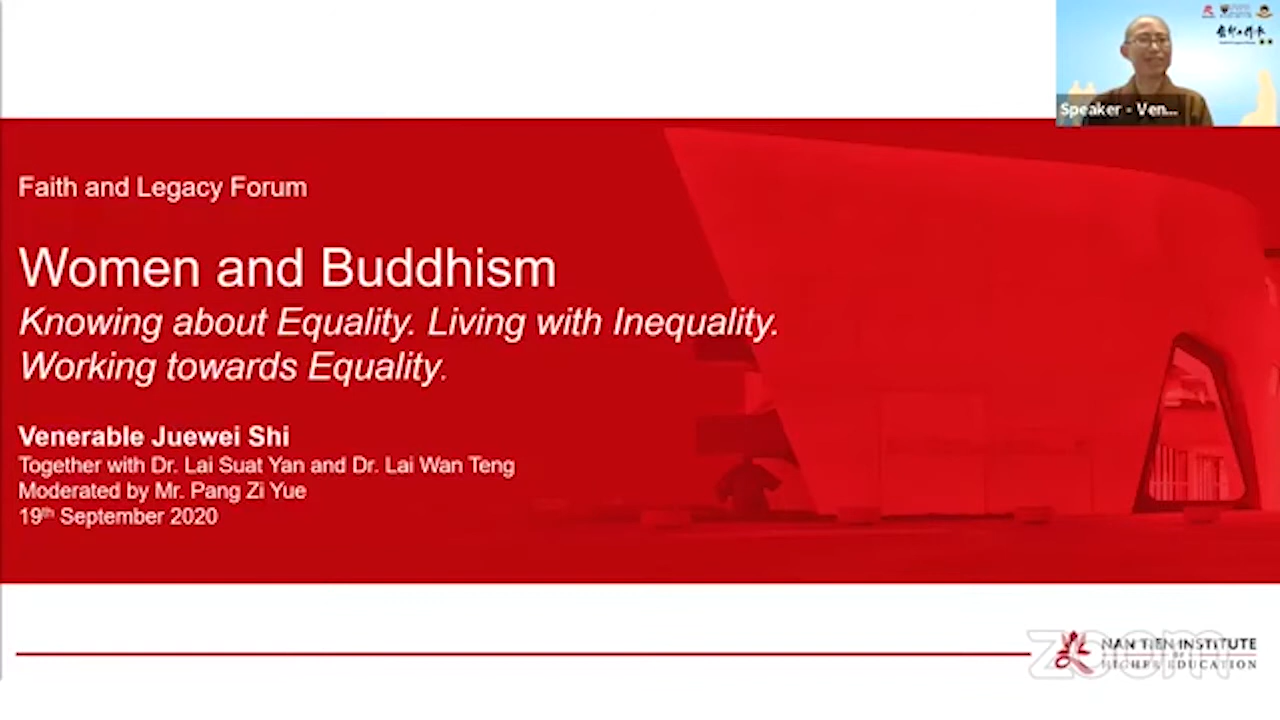 Speaker - Ven...
Faith and Legacy Forum
Women and Buddhism
Knowing about Equality. Living with Inequality.
Working towards Equality.
Venerable Juewei Shi
Together with Dr. Lai Suat Yan and Dr. Lai Wan Teng
Moderated by Mr. Pang Zi Yue
19th September 2020
zoom
NAN TIEN INSTITUTE
OF
HIGHER EDUCATION